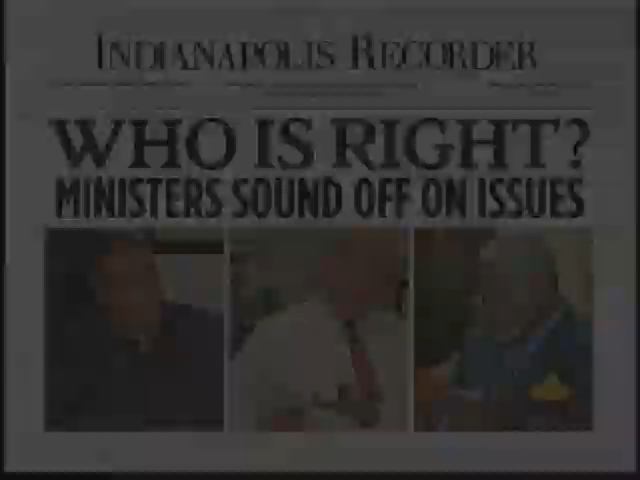 INDIANAPOLIS RECORDER
WHO IS RIGHT?
MINISTERS SOUND OFF ON ISSUES